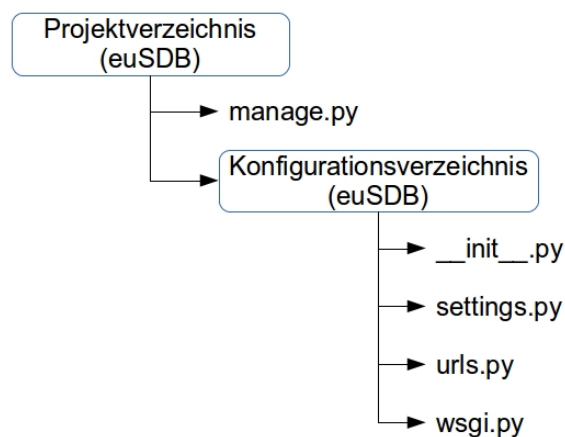 Projektverzeichnis
(euSDB)
manage.py
Konfigurationsverzeichnis
(euSDB)
__init__.py
settings.py
urls.py
wsgi.py